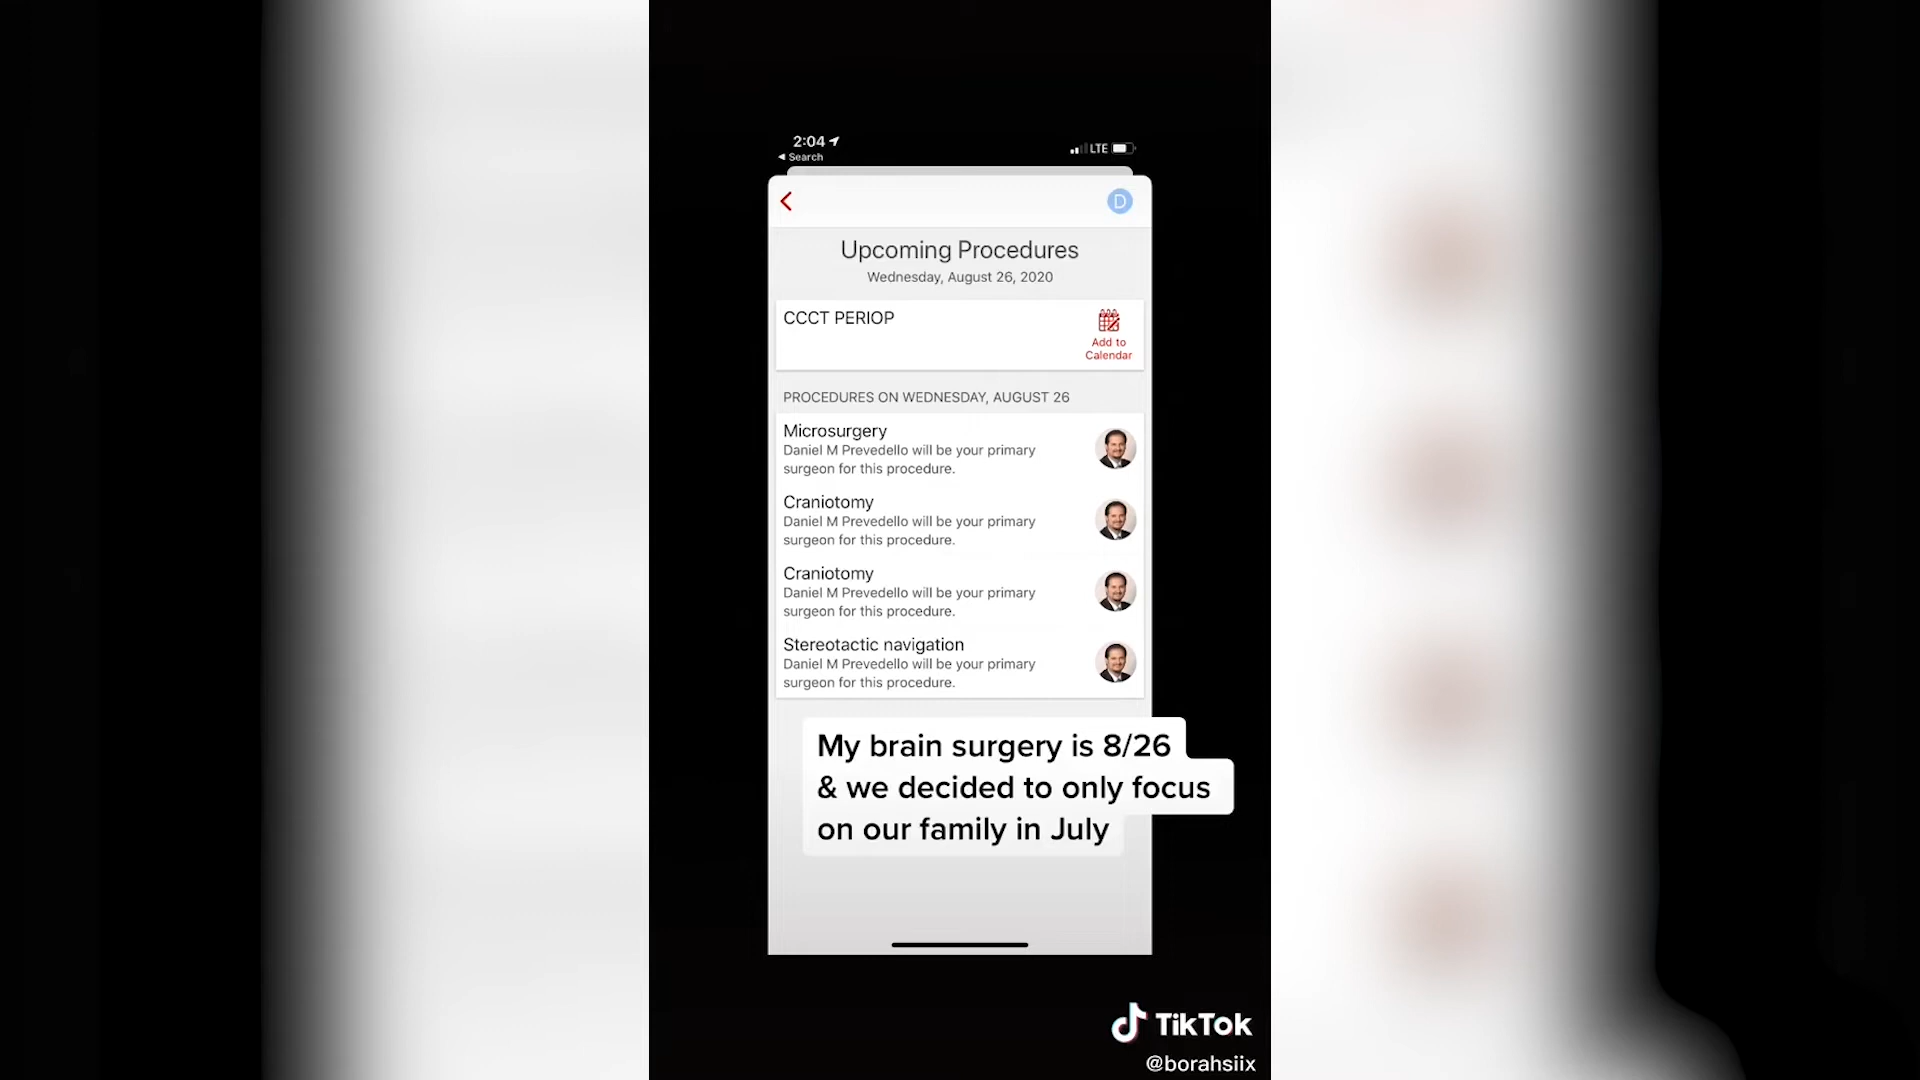 2:04
Search
LTE
D
Upcoming Procedures
Wednesday, August 26, 2020
CCCT PERIOP
Add to
Calendar
PROCEDURES ON WEDNESDAY, AUGUST 26
Microsurgery
Daniel M Prevedello will be your primary
surgeon for this procedure.
Craniotomy
Daniel M Prevedello will be your primary
surgeon for this procedure.
Craniotomy
Daniel M Prevedello will be your primary
surgeon for this procedure.
Stereotactic navigation
Daniel M Prevedello will be your primary
surgeon for this procedure.
My brain surgery is 8/26
& we decided to only focus
on our family in July
TikTok
@borahsiix